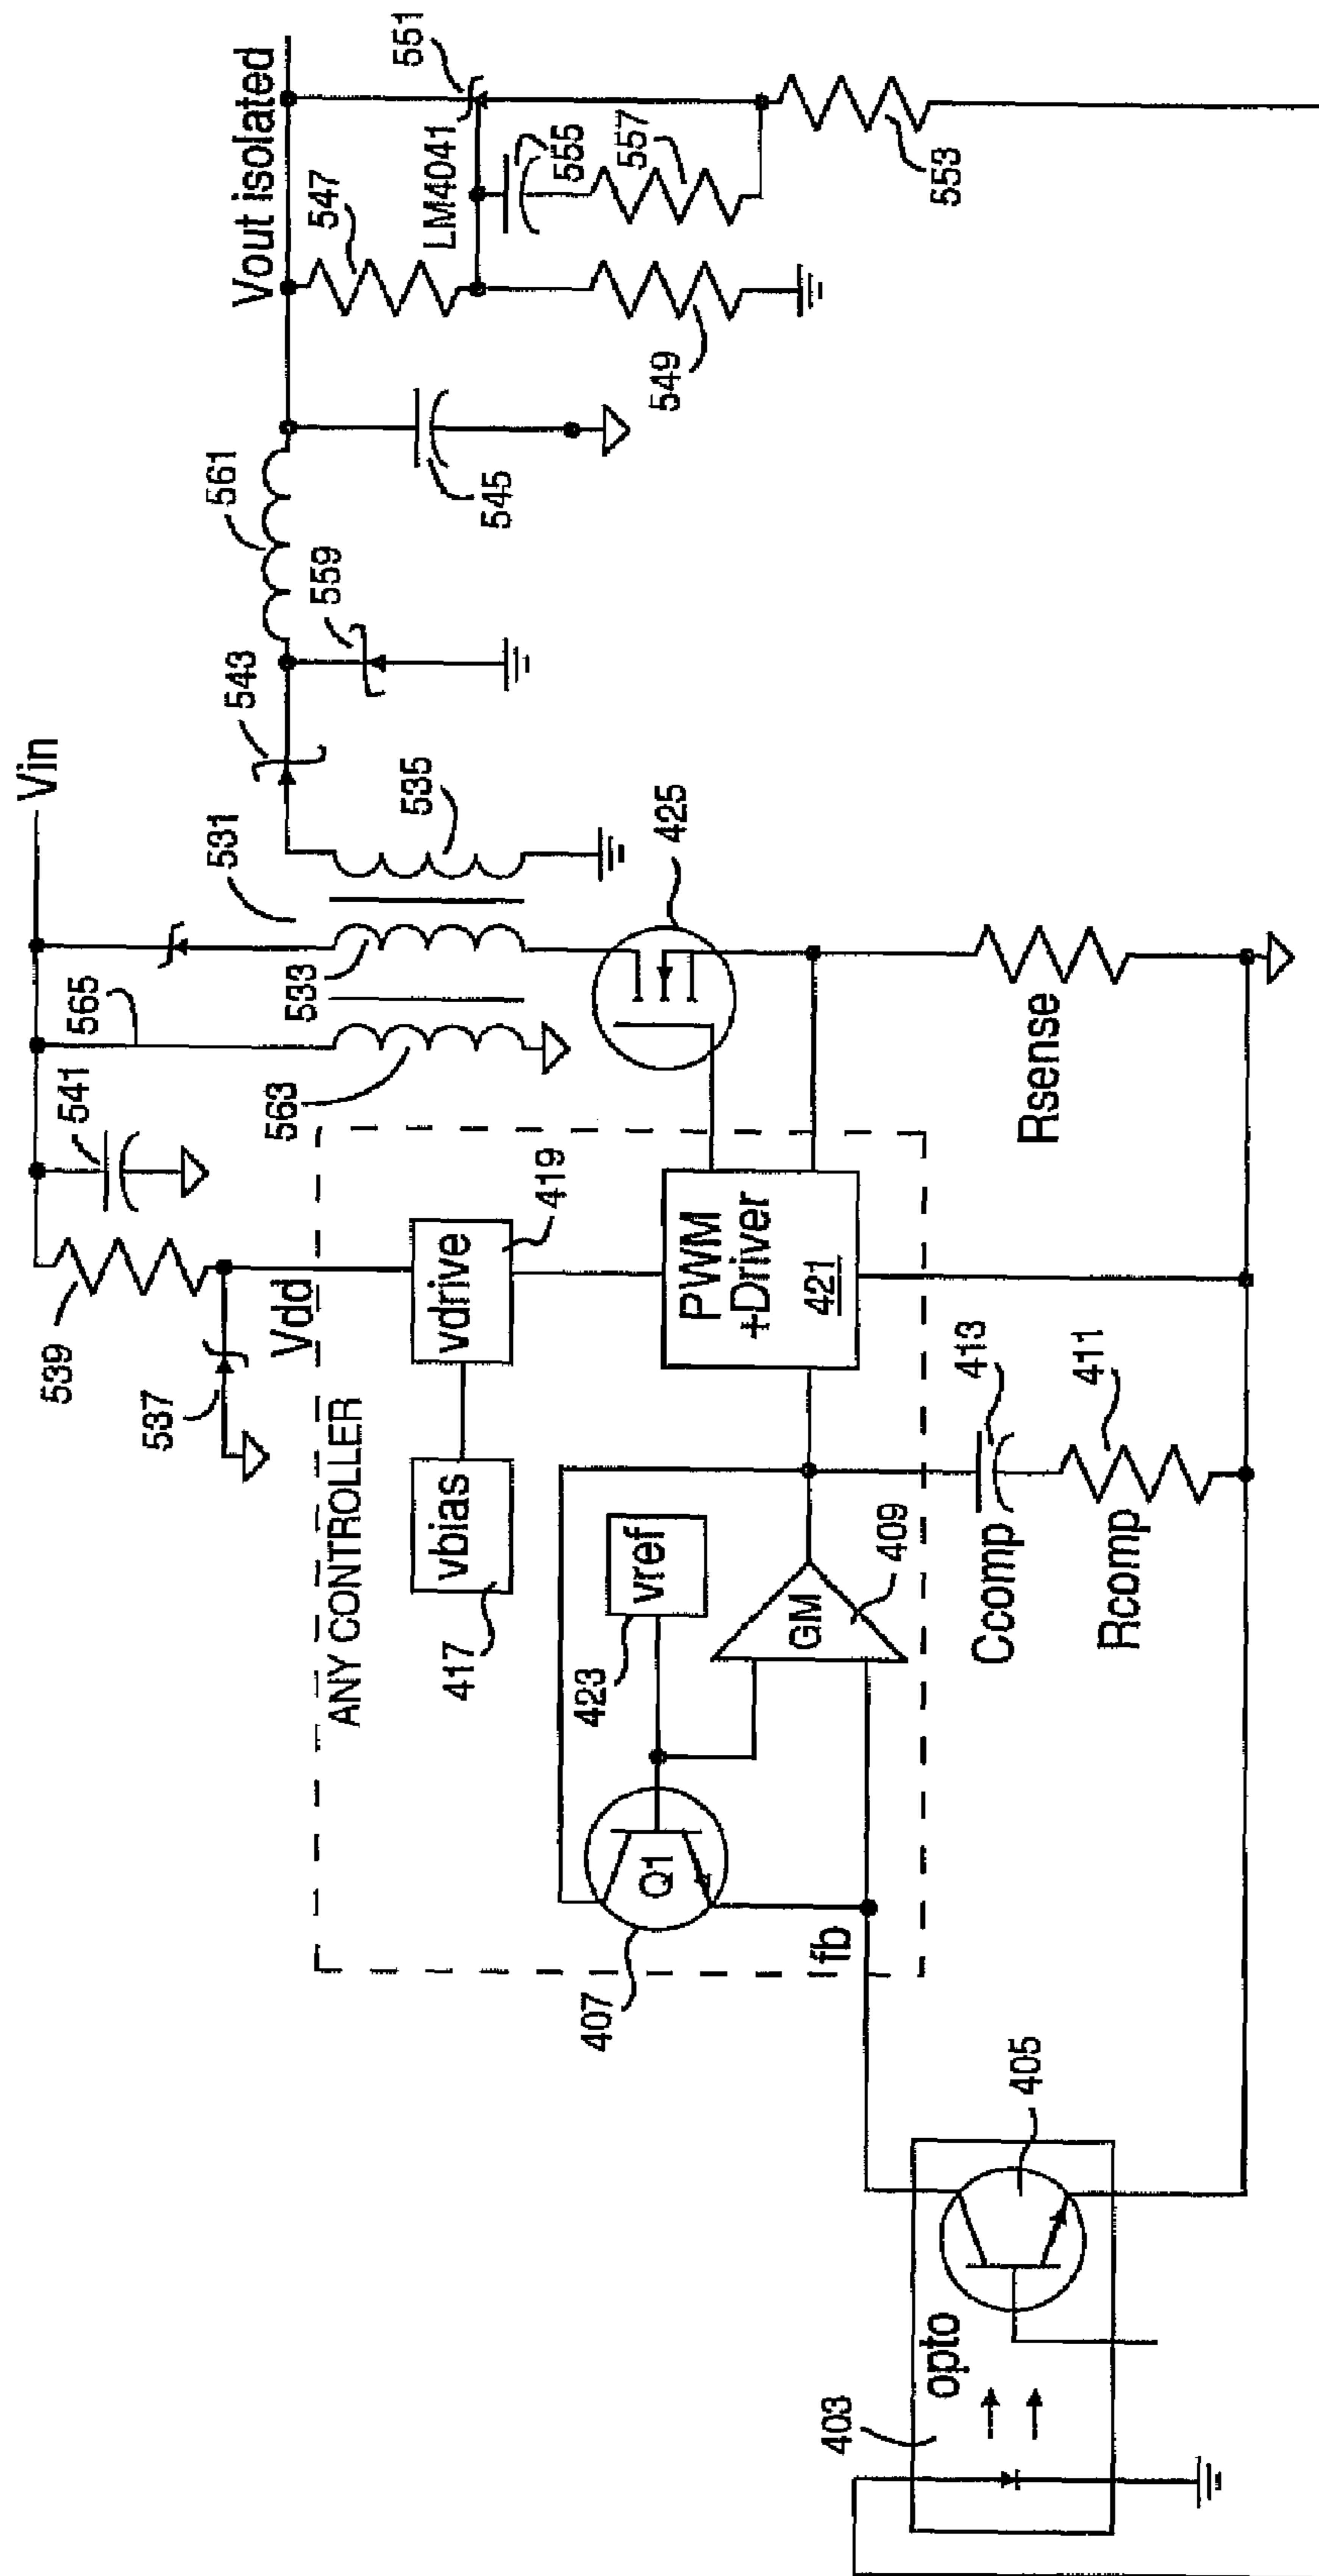 Vin
Vout isolated
551
547
LM4041
555
557
553
549
561
545
559
543
535
531
533
565
563
425
541
539
537
Vdd
ANY CONTROLLER
vbias
417
vdrive
419
PWM
+Driver
421
Rsense
vref
423
GM
409
Q1
407
Ifb
Ccomp
413
Rcomp
411
opto
403
405